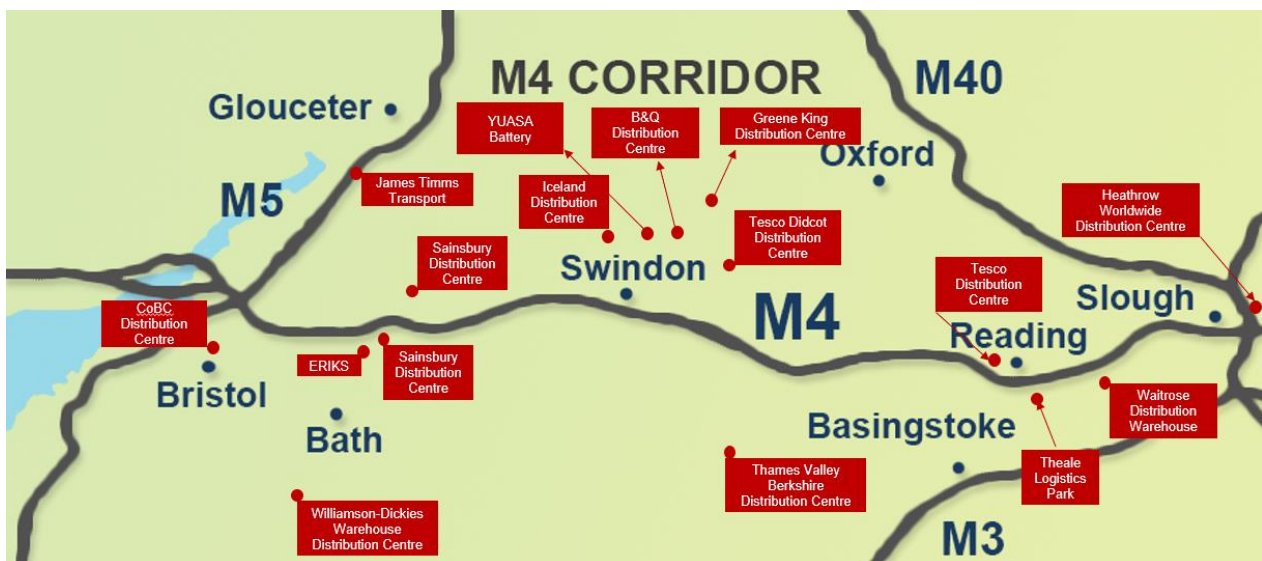 M4 CORRIDOR
M40
Glouceter
YUASA
Battery
B&Q
Distribution
Centre
Greene King
Distribution Centre
Oxford
M5
James Timms
Transport
Iceland
Distribution
Centre
Heathrow
Worldwide
Distribution Centre
Sainsbury
Distribution
Centre
Tesco Didcot
Distribution
Centre
Swindon
Tesco
Distribution
Centre
Slough
CoBC
Distribution
Centre
M4
Reading
ERIKS
Sainsbury
Distribution
Centre
Bristol
Waitrose
Distribution
Warehouse
Bath
Basingstoke
Thames Valley
Berkshire
Distribution Centre
Theale
Logistics
Park
Williamson-Dickies
Warehouse
Distribution Centre
M3